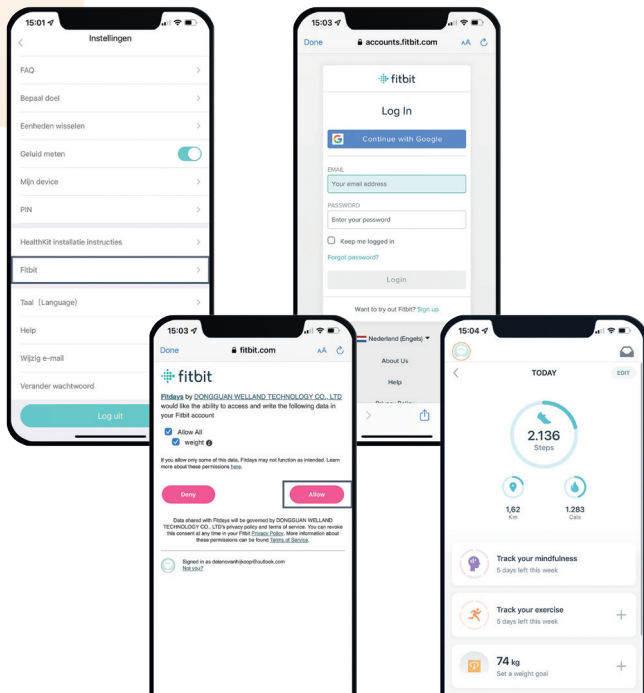 15:01
Instellingen
FAQ
Bepaal doel
Eenheden wisselen
Geluid meten
Mijn device
PIN
HealthKit installatie instructies
Fitbit
Taal (Language)
Help
Wijzig e-mail
Verander wachtwoord
Log uit
15:03
Done
accounts.fitbit.com
AA
fitbit
Log In
Continue with Google
EMAIL
Your email address
PASSWORD
Enter your password
Keep me logged in
Forgot password?
Login
Want to try out Fitbit? Sign up
Nederland (Engels)
About Us
Help
15:03
Done
fitbit.com
AA
fitbit
Fitdays by DONGGUAN WELLAND TECHNOLOGY CO., LTD
would like the ability to access and write the following data in
your Fitbit account
Allow All
weight
If you allow only some of this data, Fitdays may not function as intended. Learn
more about these permissions here.
Deny
Allow
Data shared with Fitdays will be governed by DONGGUAN WELLAND
TECHNOLOGY CO., LTD's privacy policy and terms of service. You can revoke
this consent at any time in your Fitbit Privacy Policy. More information about
these permissions can be found Terms of Service.
Signed in as delanovanhijkoop@outlook.com
Not you?
15:04
TODAY
EDIT
2.136
Steps
1,62
Km
1.283
Cals
Track your mindfulness
5 days left this week
Track your exercise
5 days left this week
74 kg
Set a weight goal